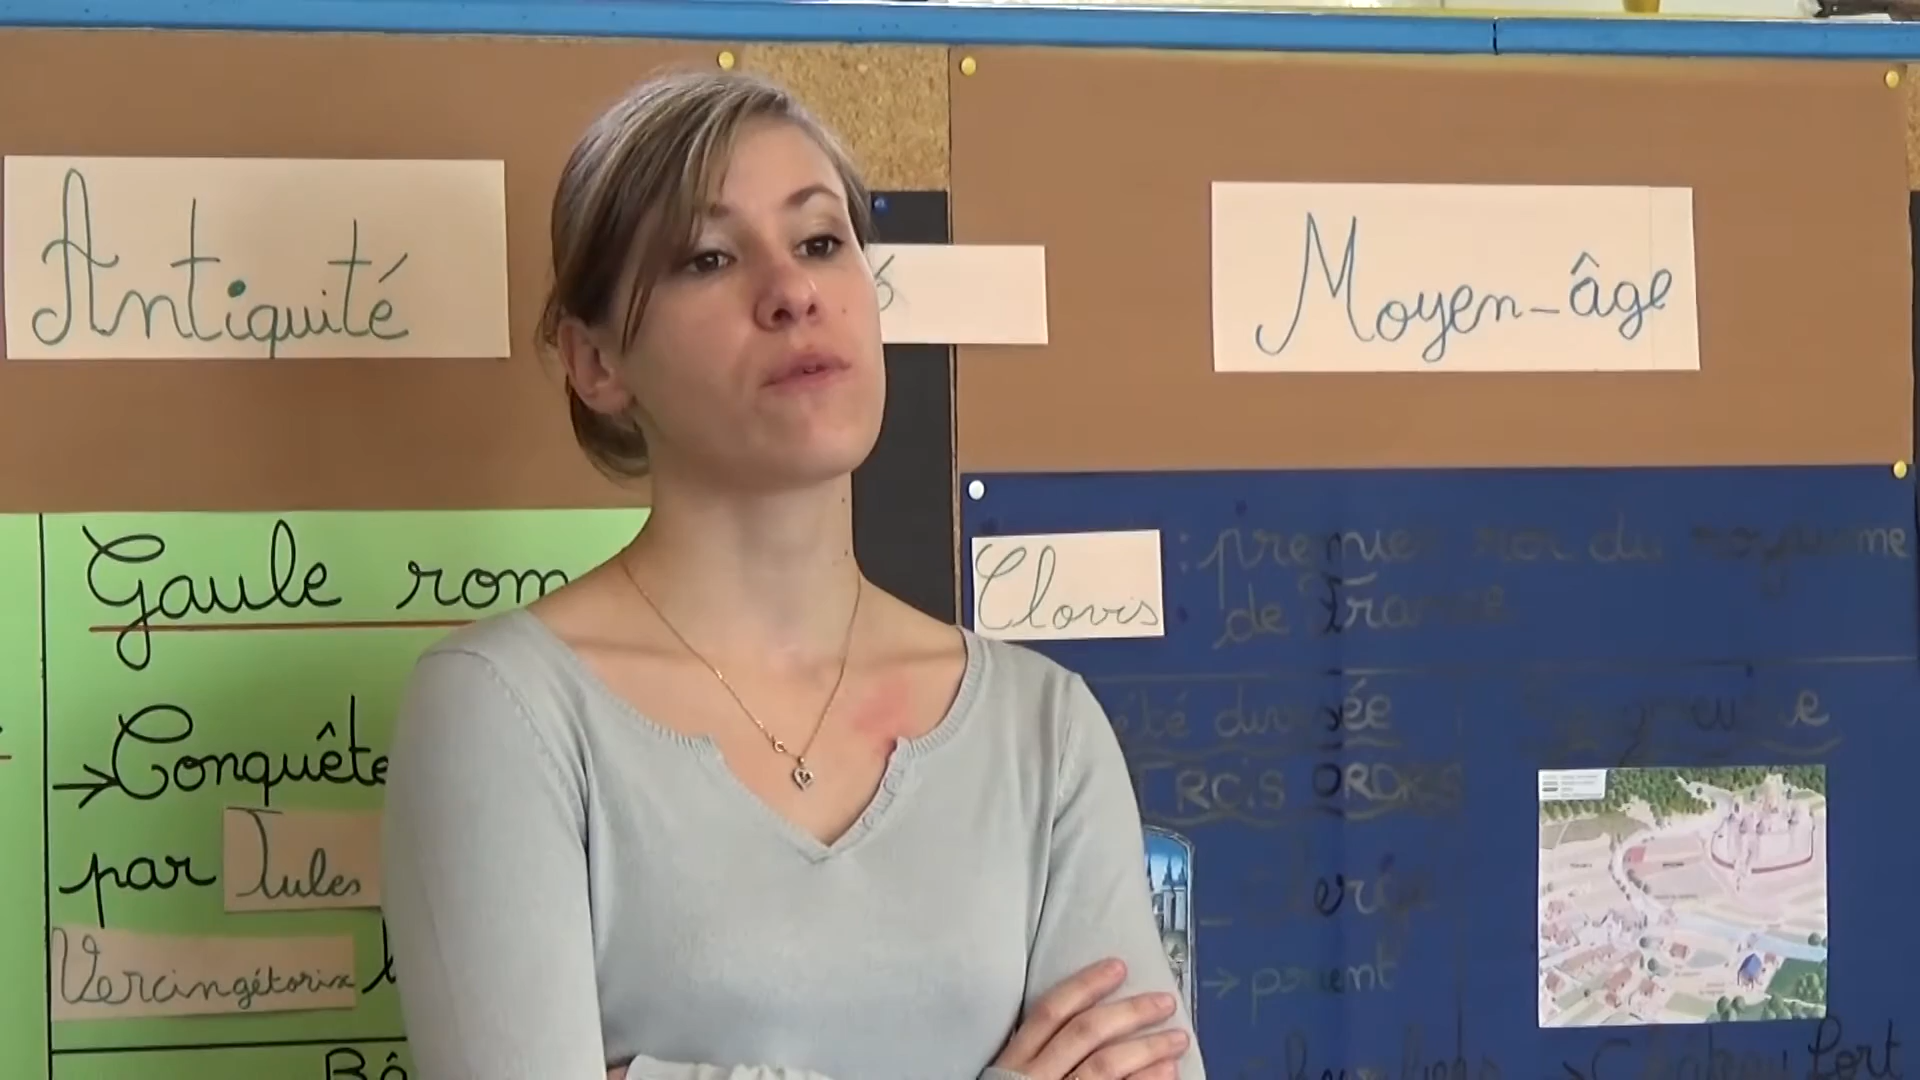 Antiquité
Moyen-âge
Gaule rom
→Conquête
par Jules
Vercingétorix
Clovis : premier roi du royaume
de France
été divisée
TROIS ORDRES
clergé
→ prient
→ Château fort